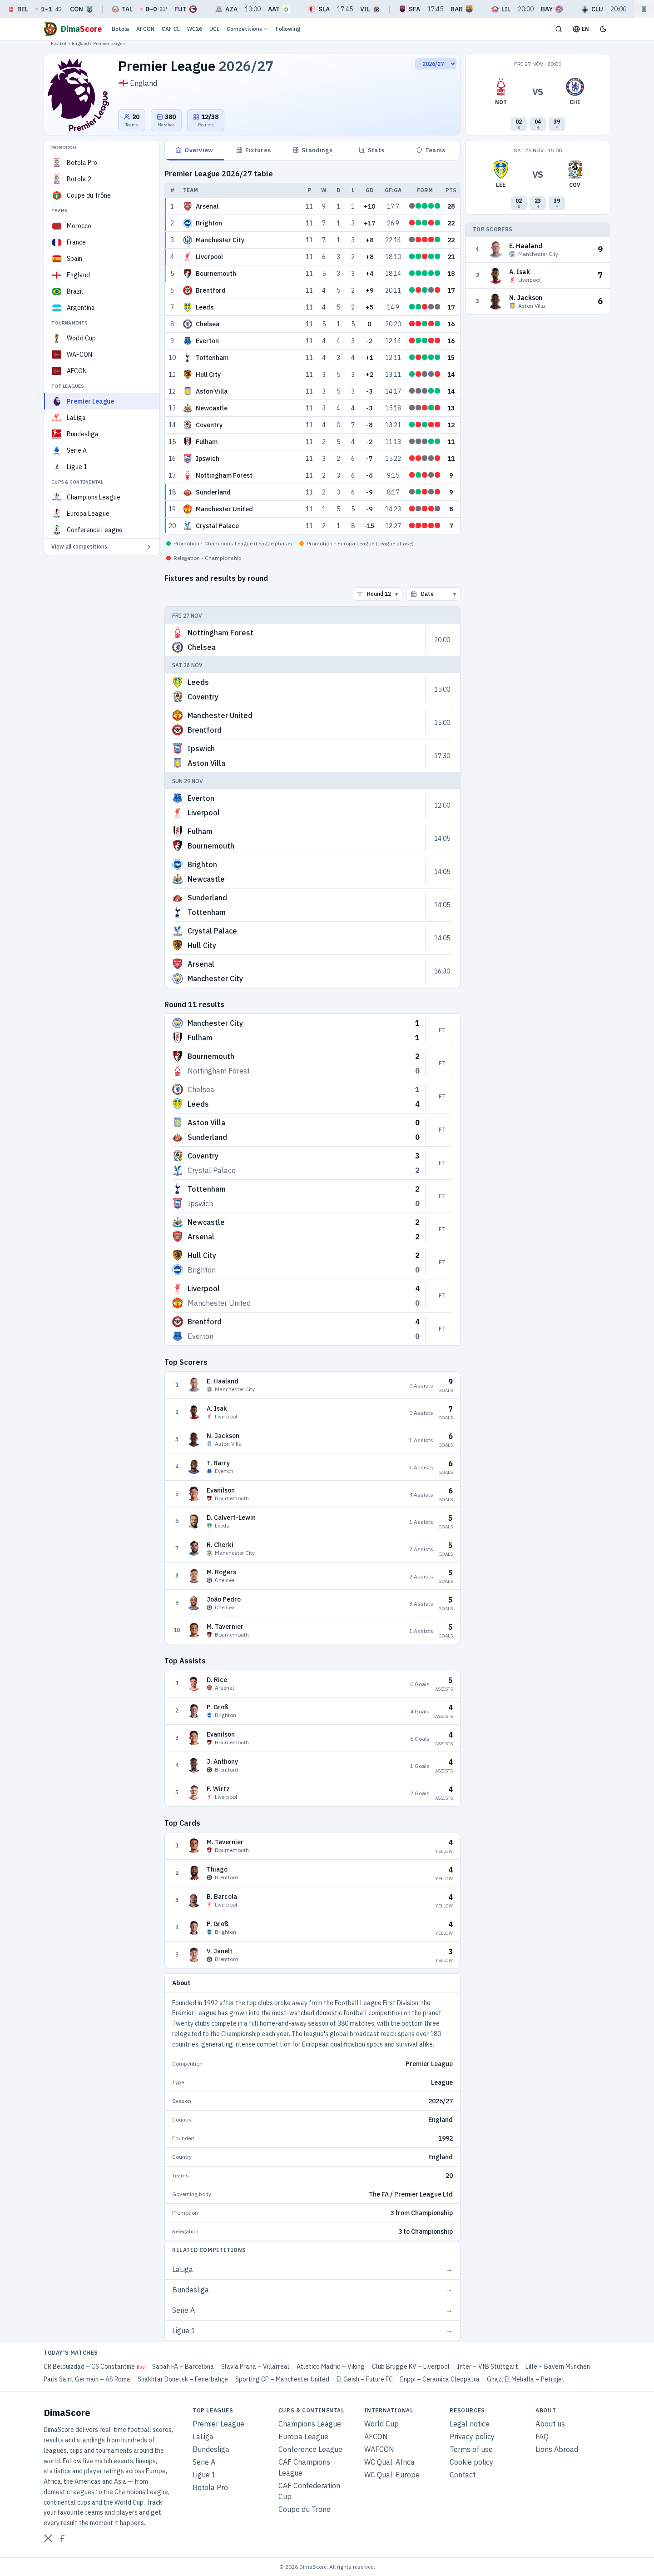 BEL 1–1 45' CON
TAL 0–0 21' FUT
AZA 13:00 AAT
SLA 17:45 VIL
SFA 17:45 BAR
LIL 20:00 BAY
CLU 20:00
DimaScore Botola AFCON CAF CL WC26 UCL Competitions Following EN
Football › England › Premier League
Premier League 2026/27
England
2026/27
20 Teams
380 Matches
12/38 Rounds
Premier League
FRI 27 NOV · 20:00
NOT VS CHE
02 04 39
SAT 28 NOV · 15:00
LEE VS COV
02 23 39
TOP SCORERS
1 E. Haaland Manchester City 9
2 A. Isak Liverpool 7
3 N. Jackson Aston Villa 6
MOROCCO
Botola Pro
Botola 2
Coupe du Trône
TEAMS
Morocco
France
Spain
England
Brazil
Argentina
TOURNAMENTS
World Cup
WAFCON
AFCON
TOP LEAGUES
Premier League
LaLiga
Bundesliga
Serie A
Ligue 1
CUPS & CONTINENTAL
Champions League
Europa League
Conference League
View all competitions ›
Overview Fixtures Standings Stats Teams
Premier League 2026/27 table
# TEAM P W D L GD GF:GA FORM PTS
1 Arsenal 11 9 1 1 +10 17:7 28
2 Brighton 11 7 1 3 +17 26:9 22
3 Manchester City 11 7 1 3 +8 22:14 22
4 Liverpool 11 6 3 2 +8 18:10 21
5 Bournemouth 11 5 3 3 +4 18:14 18
6 Brentford 11 4 5 2 +9 20:11 17
7 Leeds 11 4 5 2 +5 14:9 17
8 Chelsea 11 5 1 5 0 20:20 16
9 Everton 11 4 4 3 -2 12:14 16
10 Tottenham 11 4 3 4 +1 12:11 15
11 Hull City 11 3 5 3 +2 13:11 14
12 Aston Villa 11 3 5 3 -3 14:17 14
13 Newcastle 11 3 4 4 -3 15:18 13
14 Coventry 11 4 0 7 -8 13:21 12
15 Fulham 11 2 5 4 -2 11:13 11
16 Ipswich 11 3 2 6 -7 15:22 11
17 Nottingham Forest 11 2 3 6 -6 9:15 9
18 Sunderland 11 2 3 6 -9 8:17 9
19 Manchester United 11 1 5 5 -9 14:23 8
20 Crystal Palace 11 2 1 8 -15 12:27 7
Promotion - Champions League (League phase) Promotion - Europa League (League phase)
Relegation - Championship
Fixtures and results by round
Round 12 Date
FRI 27 NOV
Nottingham Forest
Chelsea
20:00
SAT 28 NOV
Leeds
Coventry
15:00
Manchester United
Brentford
15:00
Ipswich
Aston Villa
17:30
SUN 29 NOV
Everton
Liverpool
12:00
Fulham
Bournemouth
14:05
Brighton
Newcastle
14:05
Sunderland
Tottenham
14:05
Crystal Palace
Hull City
14:05
Arsenal
Manchester City
16:30
Round 11 results
Manchester City 1
Fulham 1
FT
Bournemouth 2
Nottingham Forest 0
FT
Chelsea 1
Leeds 4
FT
Aston Villa 0
Sunderland 0
FT
Coventry 3
Crystal Palace 2
FT
Tottenham 2
Ipswich 0
FT
Newcastle 2
Arsenal 2
FT
Hull City 2
Brighton 0
FT
Liverpool 4
Manchester United 0
FT
Brentford 4
Everton 0
FT
Top Scorers
1 E. Haaland Manchester City 0 Assists 9 GOALS
2 A. Isak Liverpool 0 Assists 7 GOALS
3 N. Jackson Aston Villa 1 Assists 6 GOALS
4 T. Barry Everton 1 Assists 6 GOALS
5 Evanilson Bournemouth 4 Assists 6 GOALS
6 D. Calvert-Lewin Leeds 1 Assists 5 GOALS
7 R. Cherki Manchester City 2 Assists 5 GOALS
8 M. Rogers Chelsea 2 Assists 5 GOALS
9 João Pedro Chelsea 3 Assists 5 GOALS
10 M. Tavernier Bournemouth 1 Assists 5 GOALS
Top Assists
1 D. Rice Arsenal 0 Goals 5 ASSISTS
2 P. Groß Brighton 4 Goals 4 ASSISTS
3 Evanilson Bournemouth 6 Goals 4 ASSISTS
4 J. Anthony Brentford 1 Goals 4 ASSISTS
5 F. Wirtz Liverpool 2 Goals 4 ASSISTS
Top Cards
1 M. Tavernier Bournemouth 4 YELLOW
2 Thiago Brentford 4 YELLOW
3 B. Barcola Liverpool 4 YELLOW
4 P. Groß Brighton 4 YELLOW
5 V. Janelt Brentford 3 YELLOW
About
Founded in 1992 after the top clubs broke away from the Football League First Division, the
Premier League has grown into the most-watched domestic football competition on the planet.
Twenty clubs compete in a full home-and-away season of 380 matches, with the bottom three
relegated to the Championship each year. The league's global broadcast reach spans over 180
countries, generating intense competition for European qualification spots and survival alike.
Competition Premier League
Type League
Season 2026/27
Country England
Founded 1992
Country England
Teams 20
Governing body The FA / Premier League Ltd
Promotion 3 from Championship
Relegation 3 to Championship
RELATED COMPETITIONS
LaLiga →
Bundesliga →
Serie A →
Ligue 1 →
TODAY'S MATCHES
CR Belouizdad – CS Constantine live Sabah FA – Barcelona Slavia Praha – Villarreal Atletico Madrid – Viking Club Brugge KV – Liverpool Inter – VfB Stuttgart Lille – Bayern München
Paris Saint Germain – AS Roma Shakhtar Donetsk – Fenerbahçe Sporting CP – Manchester United El Geish – Future FC Enppi – Ceramica Cleopatra Ghazl El Mehalla – Petrojet
DimaScore
DimaScore delivers real-time football scores,
results and standings from hundreds of
leagues, cups and tournaments around the
world. Follow live match events, lineups,
statistics and player ratings across Europe,
Africa, the Americas and Asia — from
domestic leagues to the Champions League,
continental cups and the World Cup. Track
your favorite teams and players and get
every result the moment it happens.
TOP LEAGUES
Premier League
LaLiga
Bundesliga
Serie A
Ligue 1
Botola Pro
CUPS & CONTINENTAL
Champions League
Europa League
Conference League
CAF Champions
League
CAF Confederation
Cup
Coupe du Trone
INTERNATIONAL
World Cup
AFCON
WAFCON
WC Qual. Africa
WC Qual. Europe
RESOURCES
Legal notice
Privacy policy
Terms of use
Cookie policy
Contact
ABOUT
About us
FAQ
Lions Abroad
© 2026 DimaScore. All rights reserved.